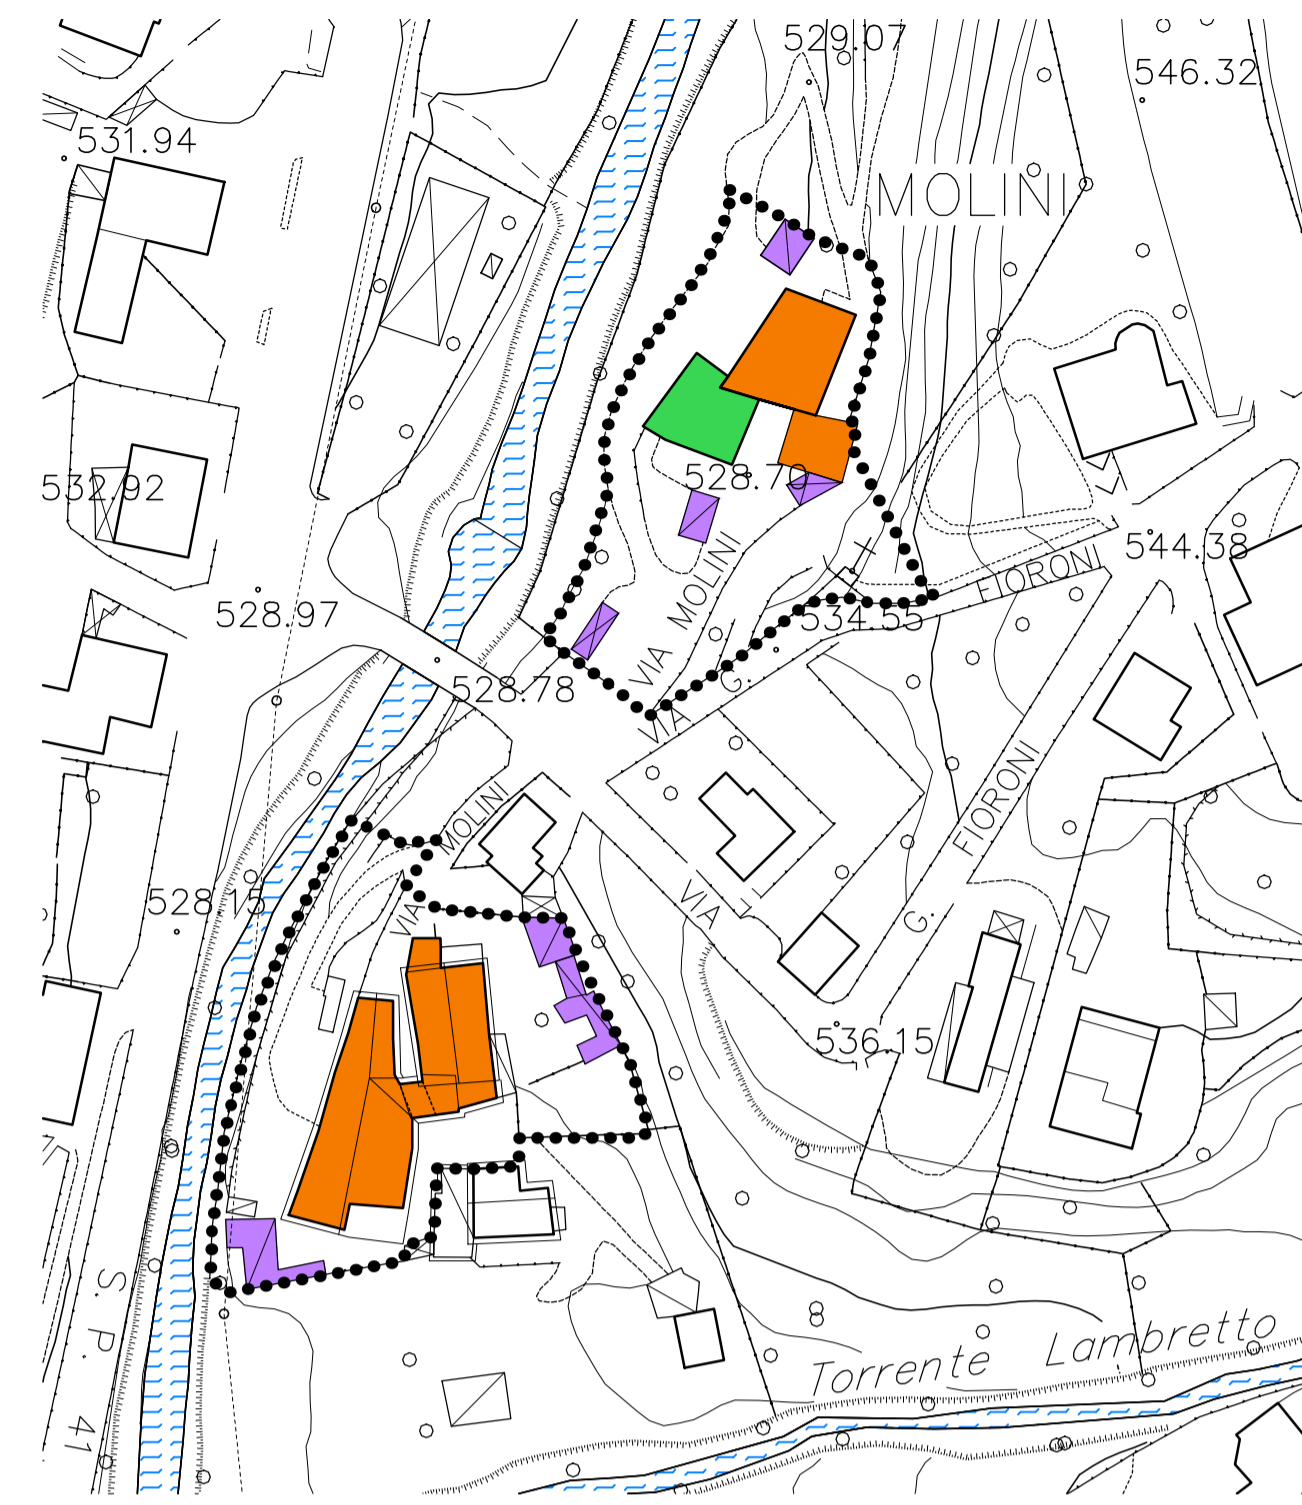 529.07
546.32
531.94
MOLINI
532.92
528.70
544.38
VIA MOLINI
FIORONI
528.97
534.55
528.78
VIA G.
MOLINI
VIA
FIORONI
G.
VIA
528.15
536.15
S. P. 41
Torrente Lambretto